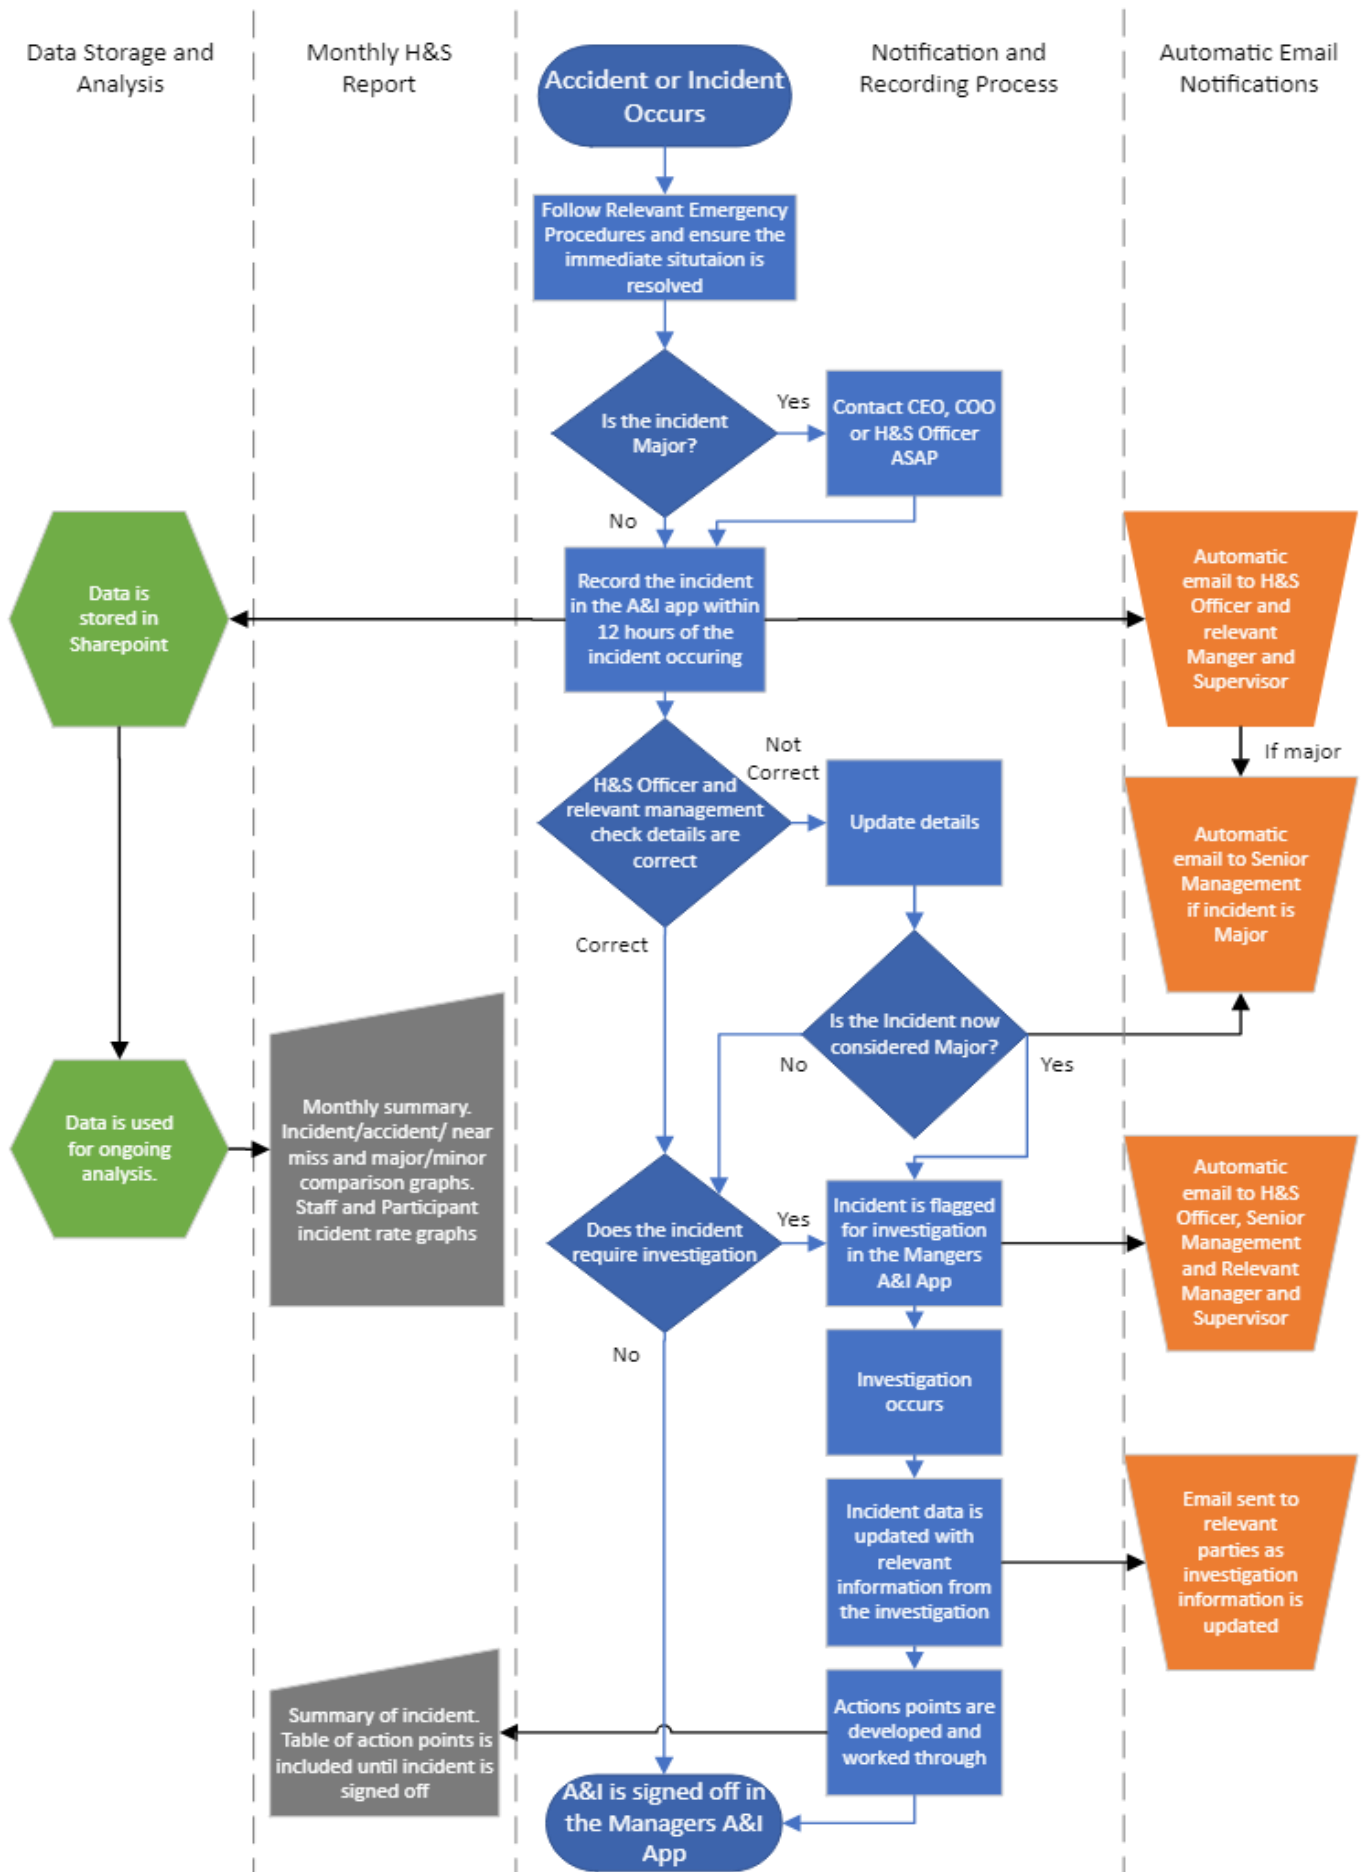 Data Storage and
Analysis
Monthly H&S
Report
Notification and
Recording Process
Automatic Email
Notifications
Accident or Incident
Occurs
Follow Relevant Emergency
Procedures and ensure the
immediate situtaion is
resolved
Is the incident
Major?
Yes
Contact CEO, COO
or H&S Officer
ASAP
No
Record the incident
in the A&I app within
12 hours of the
incident occuring
Data is
stored in
Sharepoint
Automatic
email to H&S
Officer and
relevant
Manger and
Supervisor
If major
H&S Officer and
relevant management
check details are
correct
Not
Correct
Update details
Automatic
email to Senior
Management
if incident is
Major
Correct
Is the Incident now
considered Major?
No
Yes
Data is used
for ongoing
analysis.
Monthly summary.
Incident/accident/ near
miss and major/minor
comparison graphs.
Staff and Participant
incident rate graphs
Does the incident
require investigation
Yes
Incident is flagged
for investigation
in the Mangers
A&I App
Automatic
email to H&S
Officer, Senior
Management
and Relevant
Manager and
Supervisor
No
Investigation
occurs
Incident data is
updated with
relevant
information from
the investigation
Email sent to
relevant
parties as
investigation
information is
updated
Actions points are
developed and
worked through
Summary of incident.
Table of action points is
included until incident is
signed off
A&I is signed off in
the Managers A&I
App